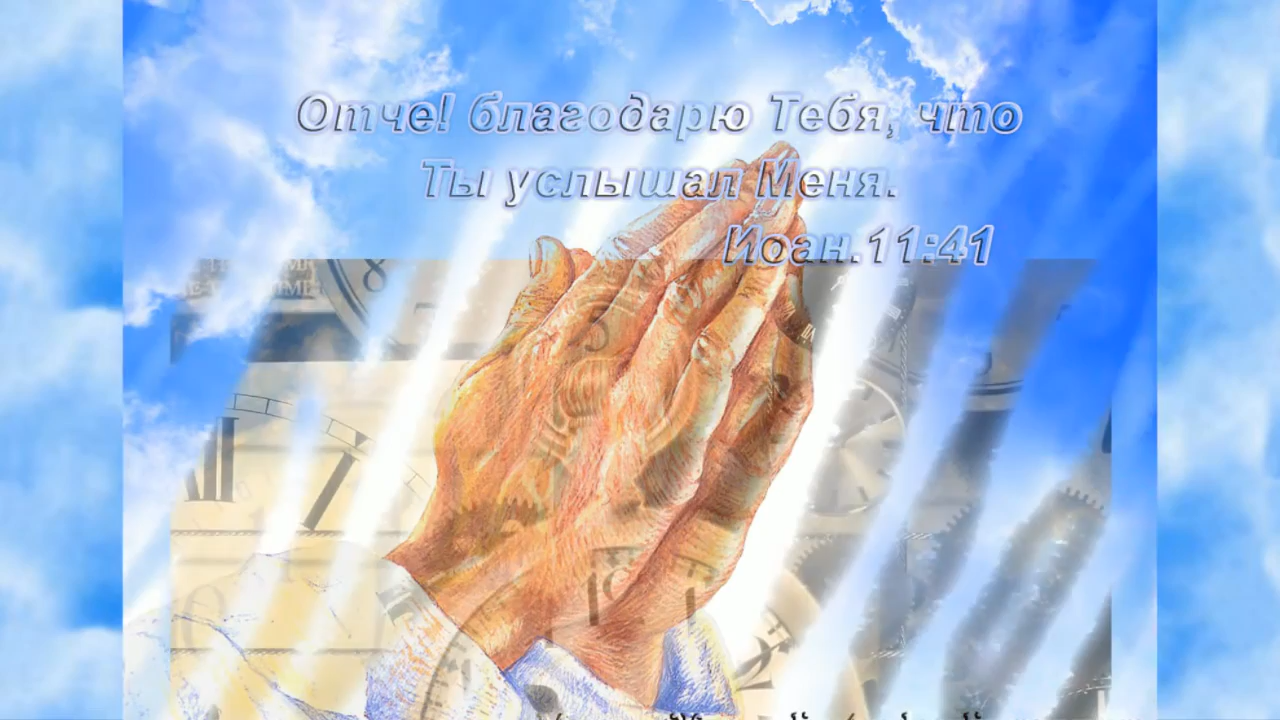 Отче! благодарю Тебя, что
Ты услышал Меня.
Иоан.11:41